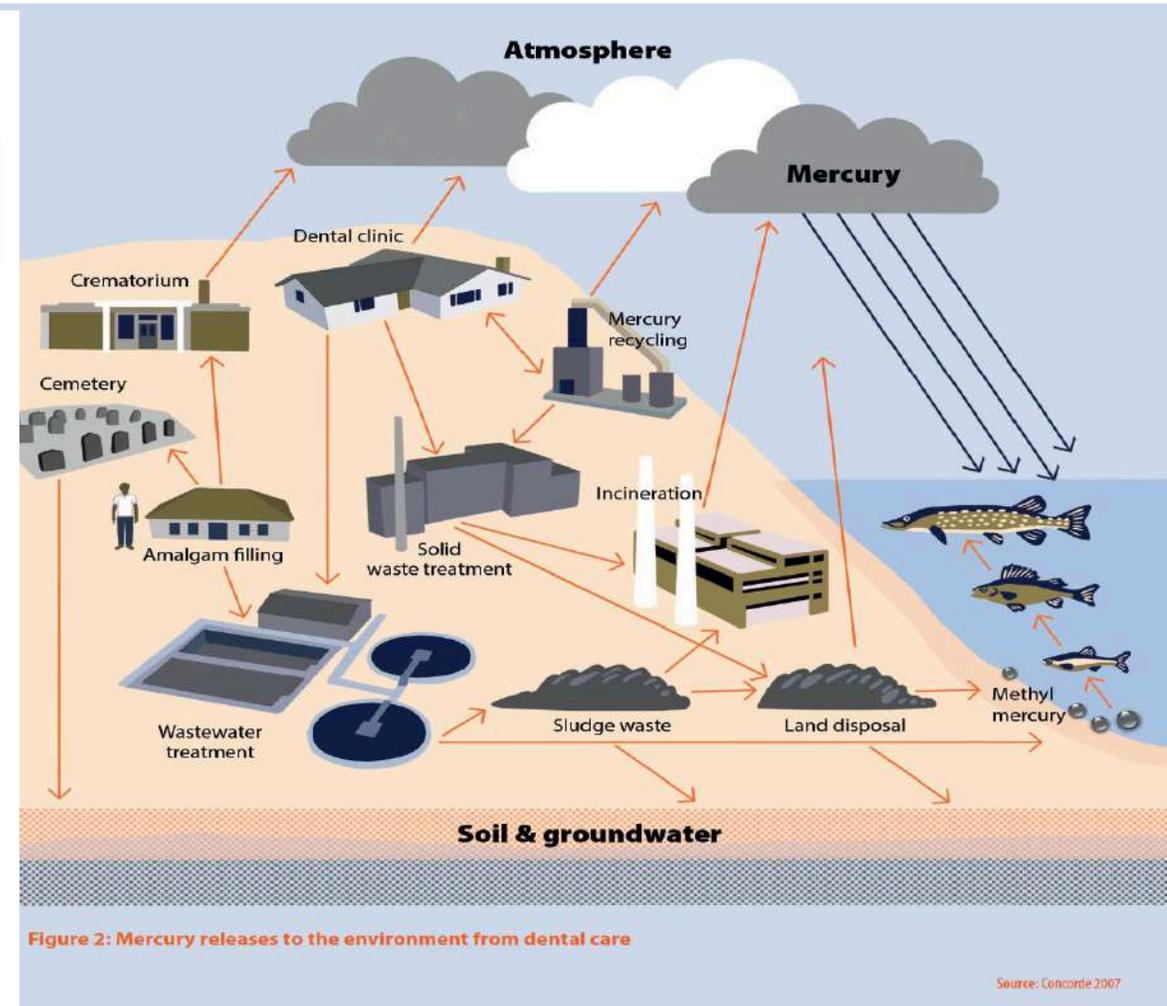 Atmosphere
Mercury
Dental clinic
Crematorium
Mercury
recycling
Cemetery
Incineration
Amalgam filling
Solid
waste treatment
Methyl
mercury
Wastewater
treatment
Sludge waste
Land disposal
Soil & groundwater
Figure 2: Mercury releases to the environment from dental care
Source: Concorde 2007